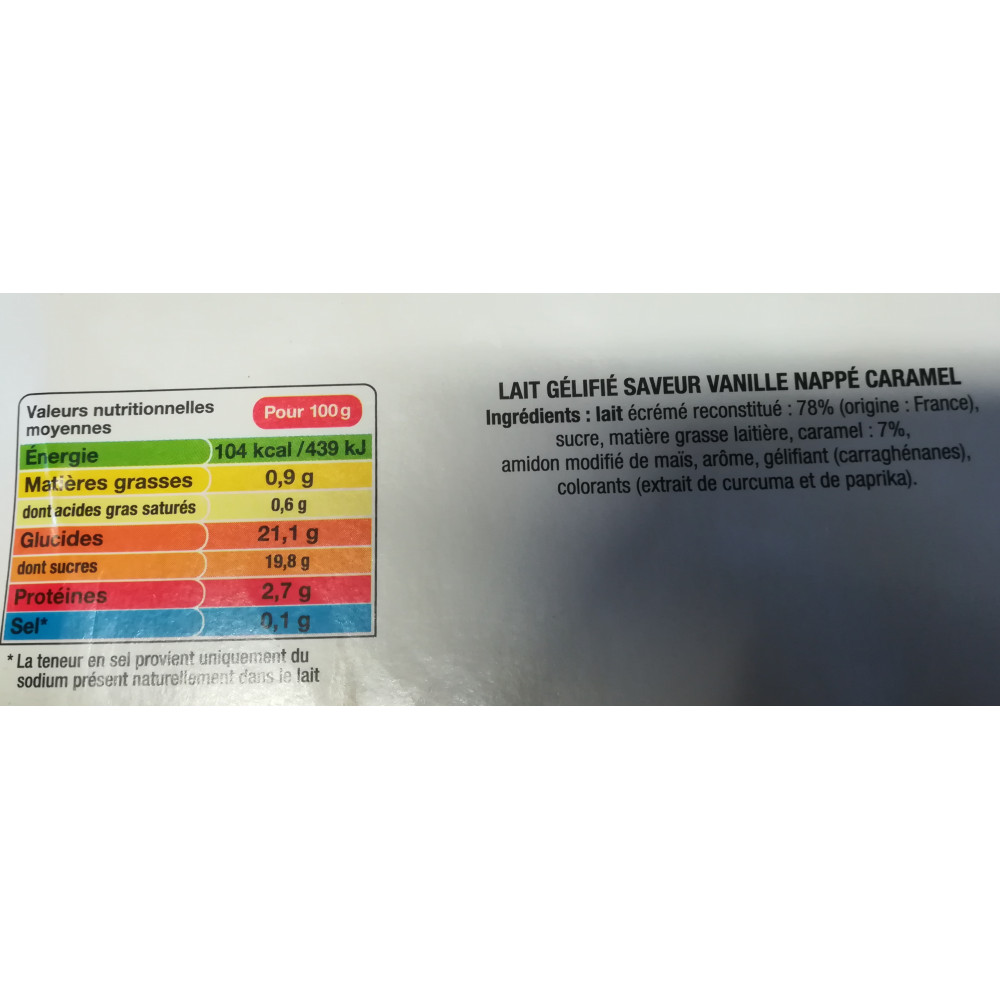 Valeurs nutritionnelles
moyennes
Pour 100 g
Énergie 104 kcal /439 kJ
Matières grasses 0,9 g
dont acides gras saturés 0,6 g
Glucides 21,1 g
dont sucres 19,8 g
Protéines 2,7 g
Sel* 0,1 g
* La teneur en sel provient uniquement du
sodium présent naturellement dans le lait
LAIT GÉLIFIÉ SAVEUR VANILLE NAPPÉ CARAMEL
Ingrédients : lait écrémé reconstitué : 78% (origine : France),
sucre, matière grasse laitière, caramel : 7%,
amidon modifié de maïs, arôme, gélifiant (carraghénanes),
colorants (extrait de curcuma et de paprika).